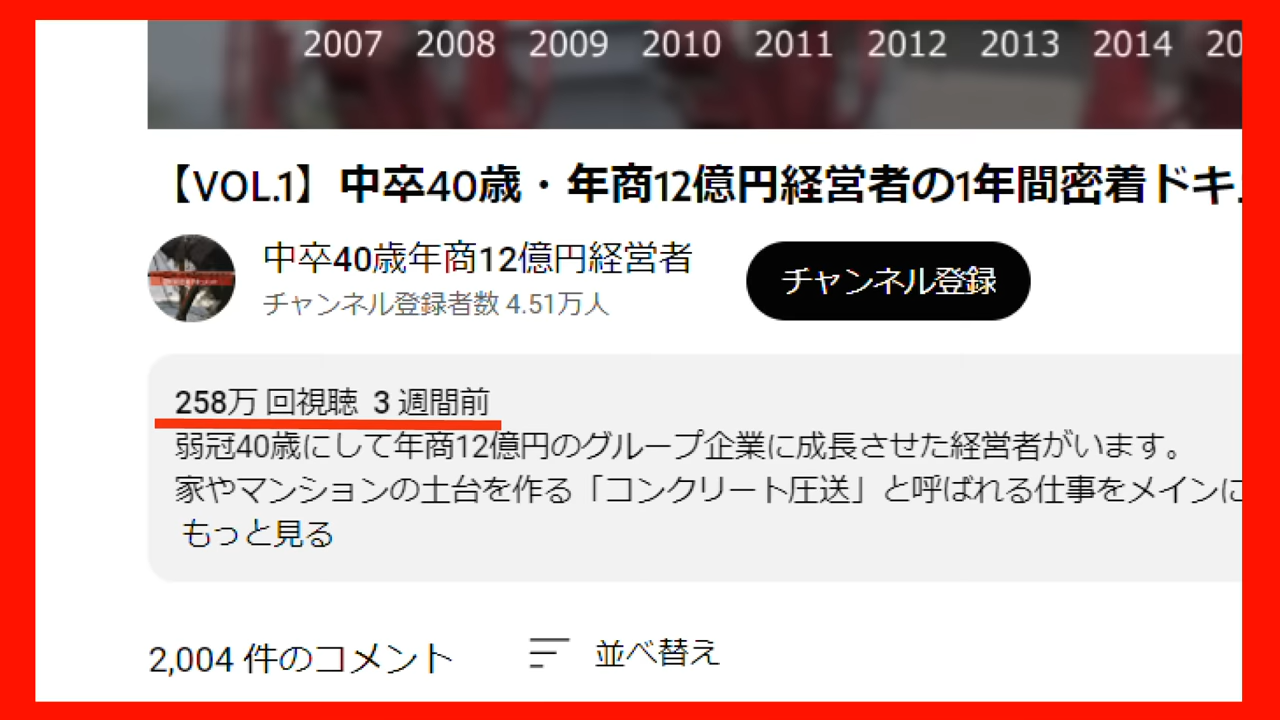 2007 2008 2009 2010 2011 2012 2013 2014 20
【VOL.1】中卒40歳・年商12億円経営者の1年間密着ドキ
中卒40歳年商12億円経営者
チャンネル登録者数 4.51万人
チャンネル登録
258万 回視聴 3 週間前
弱冠40歳にして年商12億円のグループ企業に成長させた経営者がいます。
家やマンションの土台を作る「コンクリート圧送」と呼ばれる仕事をメインに
もっと見る
2,004 件のコメント
並べ替え